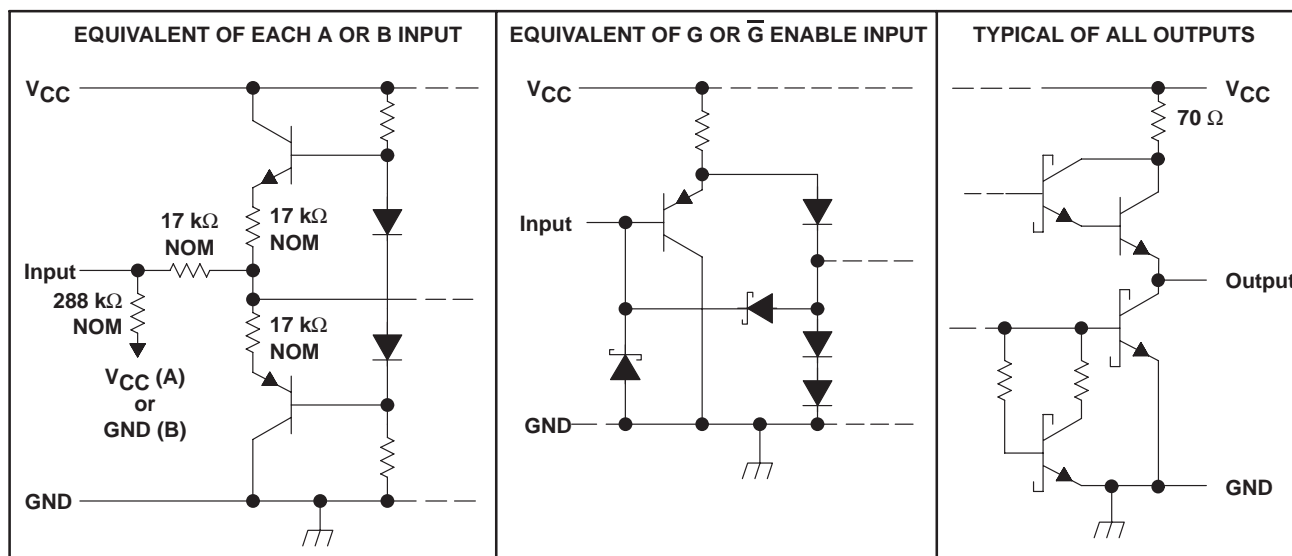 EQUIVALENT OF EACH A OR B INPUT
VCC
17 kΩ
NOM
17 kΩ
NOM
Input
288 kΩ
NOM
17 kΩ
NOM
VCC (A)
or
GND (B)
GND
EQUIVALENT OF G OR G̅ ENABLE INPUT
VCC
Input
GND
TYPICAL OF ALL OUTPUTS
VCC
70 Ω
Output
GND